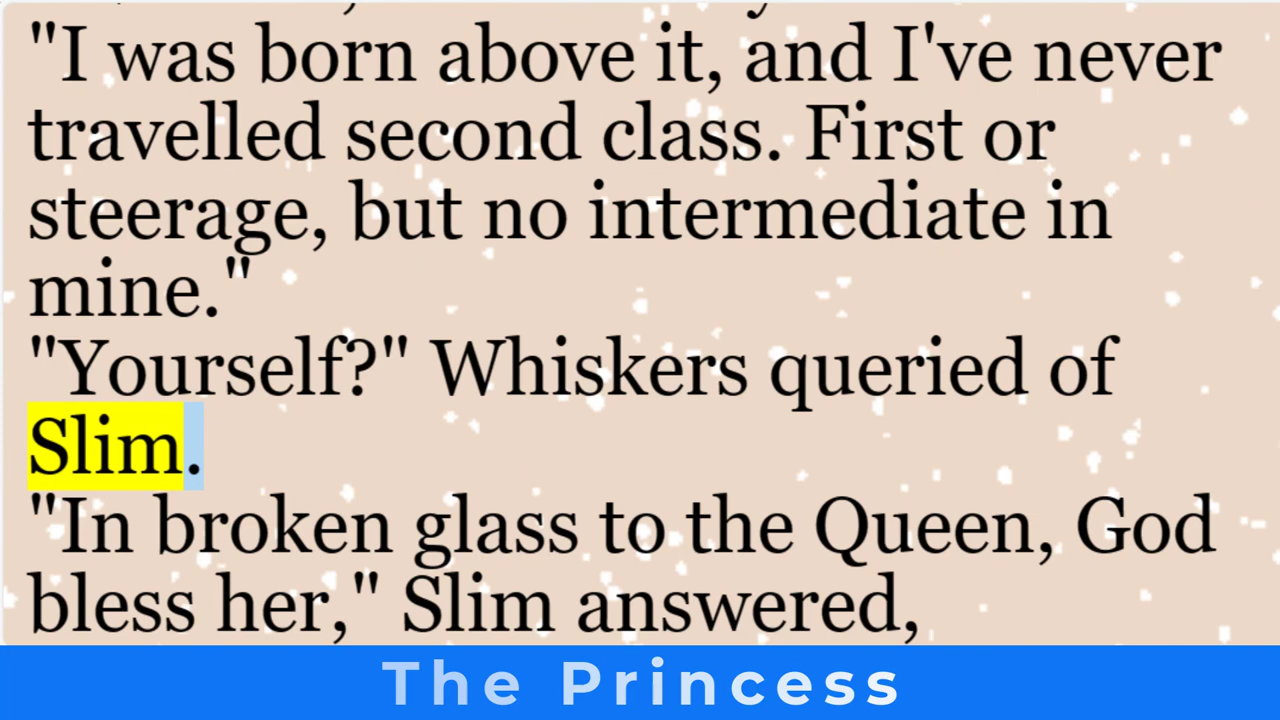 "I was born above it, and I've never
travelled second class. First or
steerage, but no intermediate in
mine."
"Yourself?" Whiskers queried of
Slim.
"In broken glass to the Queen, God
bless her," Slim answered,
The Princess